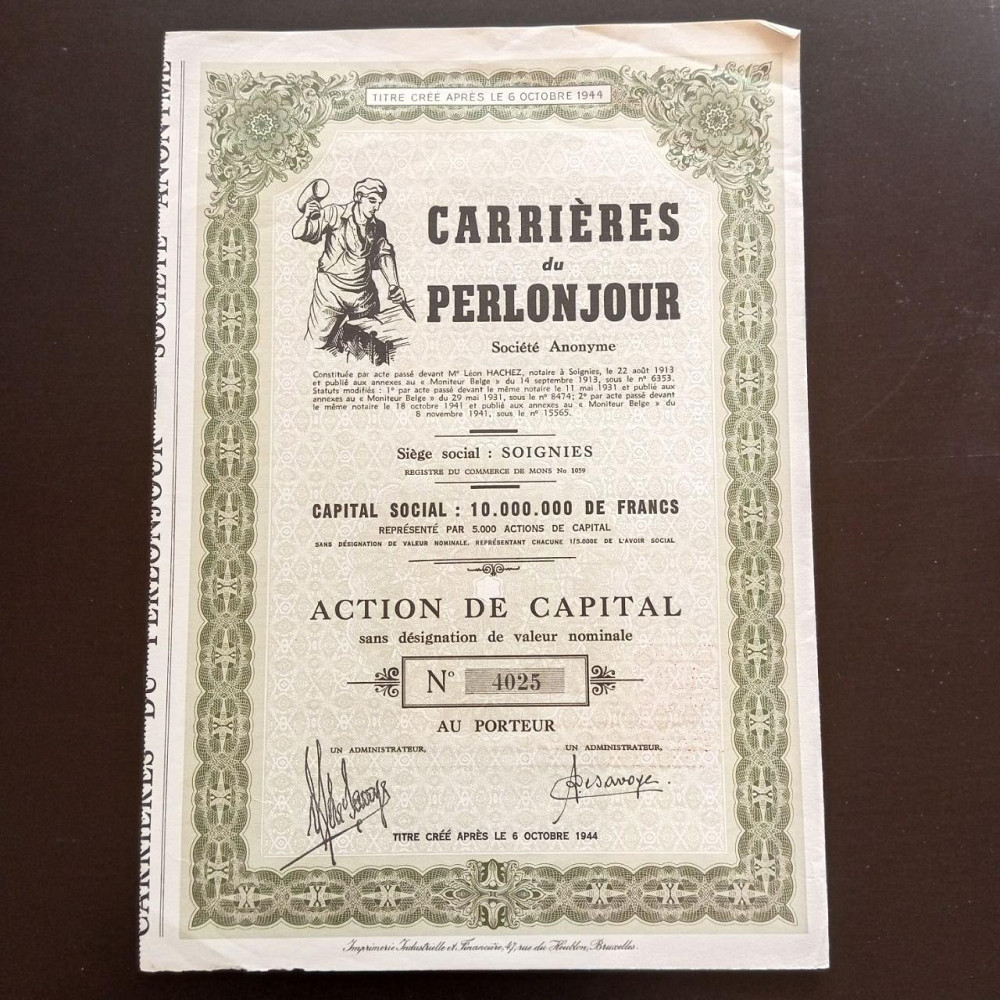 TITRE CRÉÉ APRÈS LE 6 OCTOBRE 1944
CARRIÈRES
du
PERLONJOUR
Société Anonyme
Constituée par acte passé devant Me Léon HACHEZ, notaire à Soignies, le 22 août 1913
et publié aux annexes au « Moniteur Belge » du 14 septembre 1913, sous le n° 6353.
Statuts modifiés : 1° par acte passé devant le même notaire le 11 mai 1931 et publié aux
annexes au « Moniteur Belge » du 29 mai 1931, sous le n° 8474; 2° par acte passé devant
le même notaire le 18 octobre 1941 et publié aux annexes au « Moniteur Belge » du
8 novembre 1941, sous le n° 15565.
Siège social : SOIGNIES
REGISTRE DU COMMERCE DE MONS No 1059
CAPITAL SOCIAL : 10.000.000 DE FRANCS
REPRÉSENTÉ PAR 5.000 ACTIONS DE CAPITAL
SANS DÉSIGNATION DE VALEUR NOMINALE, REPRÉSENTANT CHACUNE 1/5.000E DE L'AVOIR SOCIAL
ACTION DE CAPITAL
sans désignation de valeur nominale
N° 4025
AU PORTEUR
UN ADMINISTRATEUR, UN ADMINISTRATEUR,
TITRE CRÉÉ APRÈS LE 6 OCTOBRE 1944
Imprimerie Industrielle et Financière, 47, rue du Houblon, Bruxelles.
CARRIÈRES DU PERLONJOUR SOCIÉTÉ ANONYME